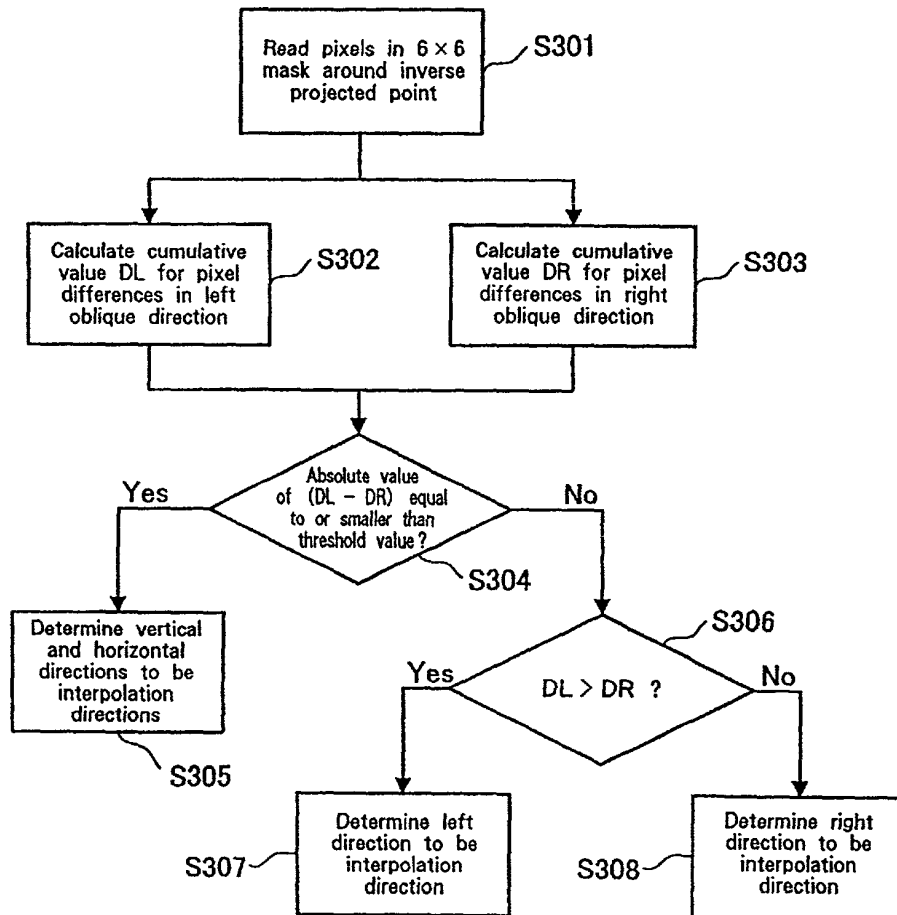 Read pixels in 6 × 6
mask around inverse
projected point
S301
Calculate cumulative
value DL for pixel
differences in left
oblique direction
S302
Calculate cumulative
value DR for pixel
differences in right
oblique direction
S303
Absolute value
of (DL - DR) equal
to or smaller than
threshold value?
Yes
No
S304
Determine vertical
and horizontal
directions to be
interpolation
directions
S305
DL > DR ?
S306
Yes
No
Determine left
direction to be
interpolation
direction
S307
Determine right
direction to be
interpolation
direction
S308